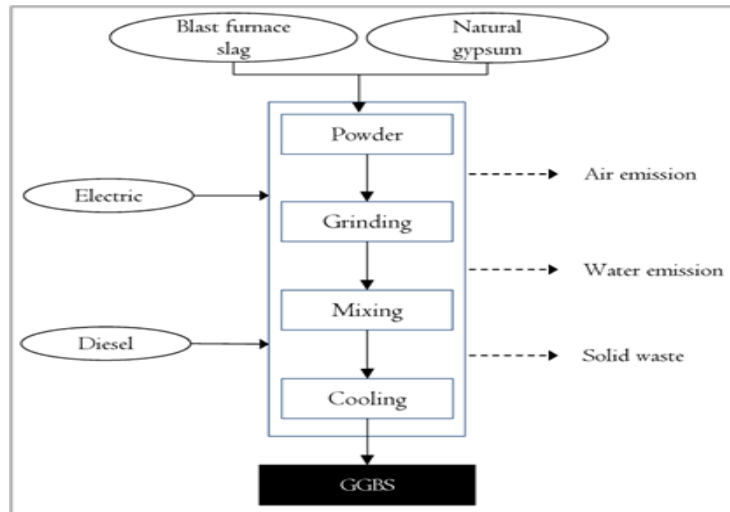 Blast furnace
slag
Natural
gypsum
Powder
Air emission
Electric
Grinding
Water emission
Mixing
Diesel
Solid waste
Cooling
GGBS